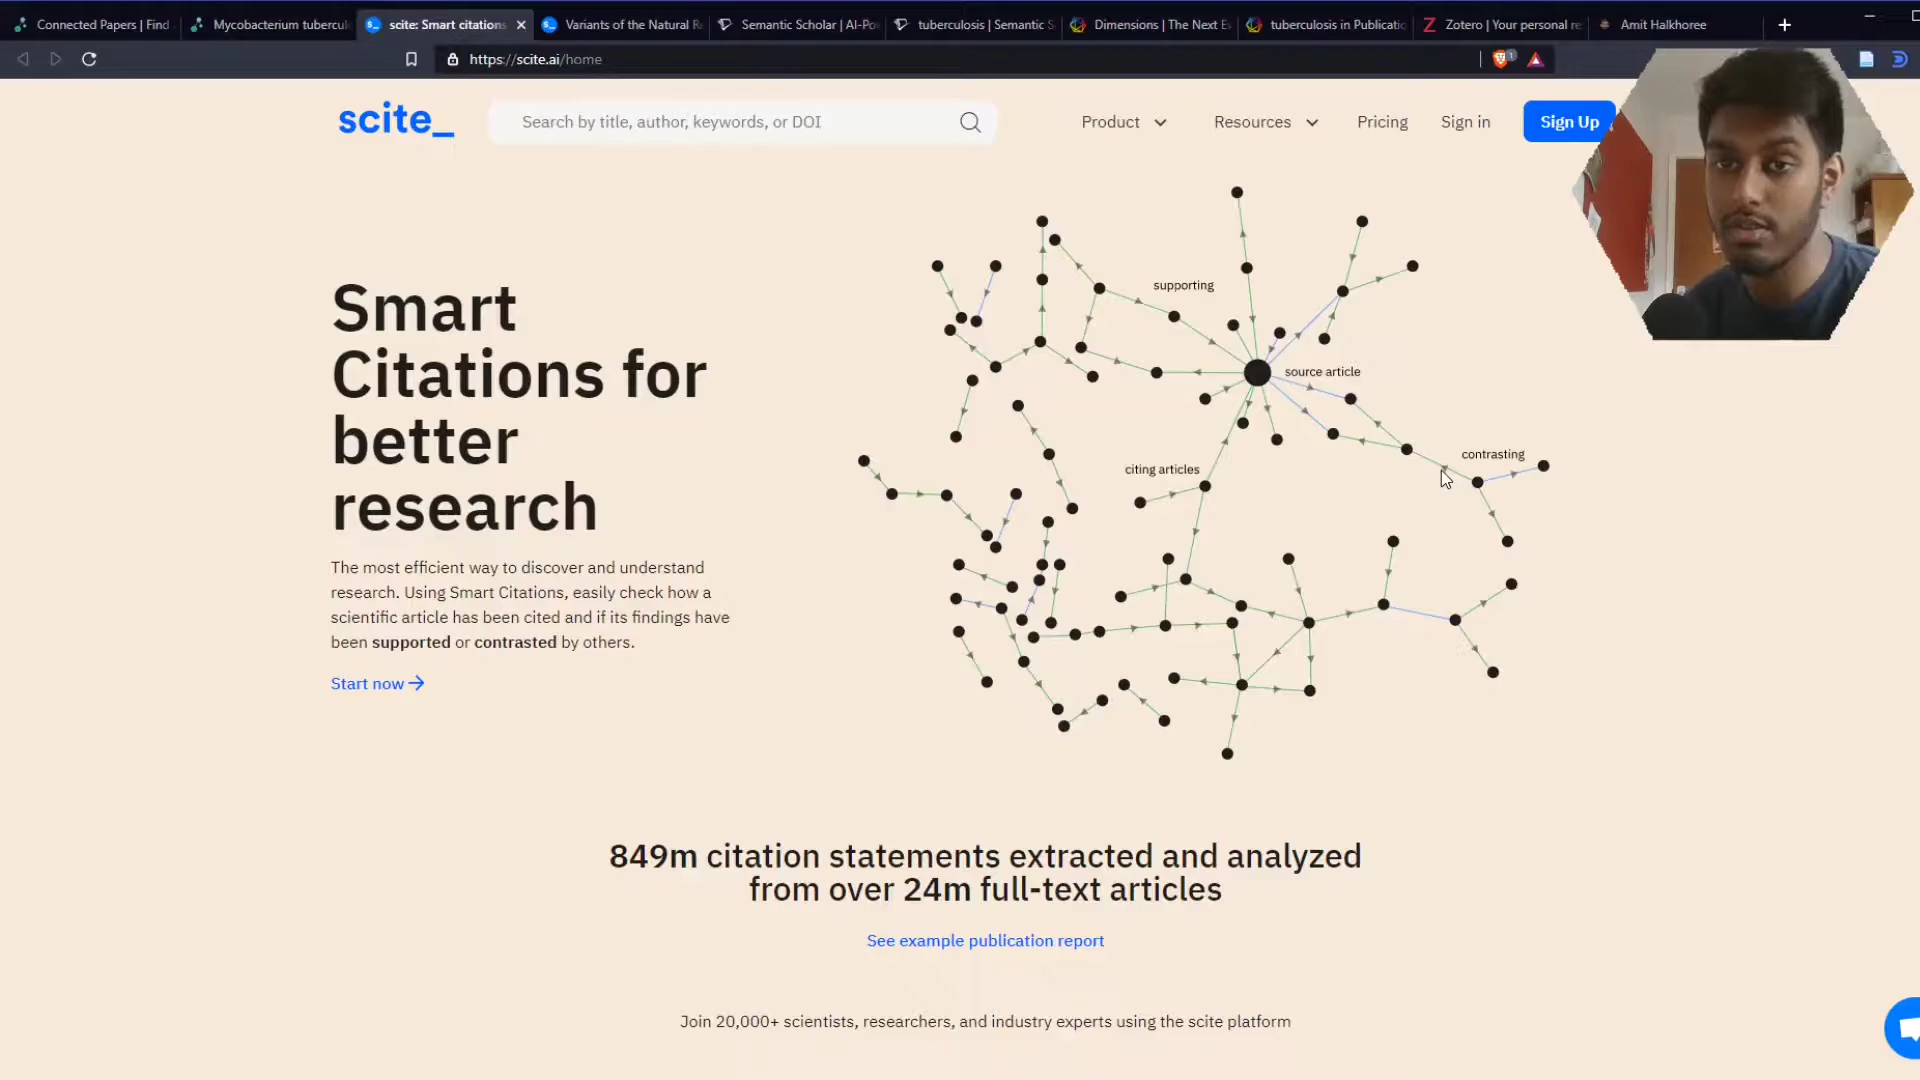 Connected Papers | Find
Mycobacterium tubercul
scite: Smart citations
Variants of the Natural R
Semantic Scholar | AI-Po
tuberculosis | Semantic S
Dimensions | The Next Ev
tuberculosis in Publicatio
Zotero | Your personal re
Amit Halkhoree
https://scite.ai/home
scite_
Search by title, author, keywords, or DOI
Product
Resources
Pricing
Sign in
Sign Up
supporting
source article
contrasting
citing articles
Smart
Citations for
better
research
The most efficient way to discover and understand
research. Using Smart Citations, easily check how a
scientific article has been cited and if its findings have
been supported or contrasted by others.
Start now
849m citation statements extracted and analyzed
from over 24m full-text articles
See example publication report
Join 20,000+ scientists, researchers, and industry experts using the scite platform